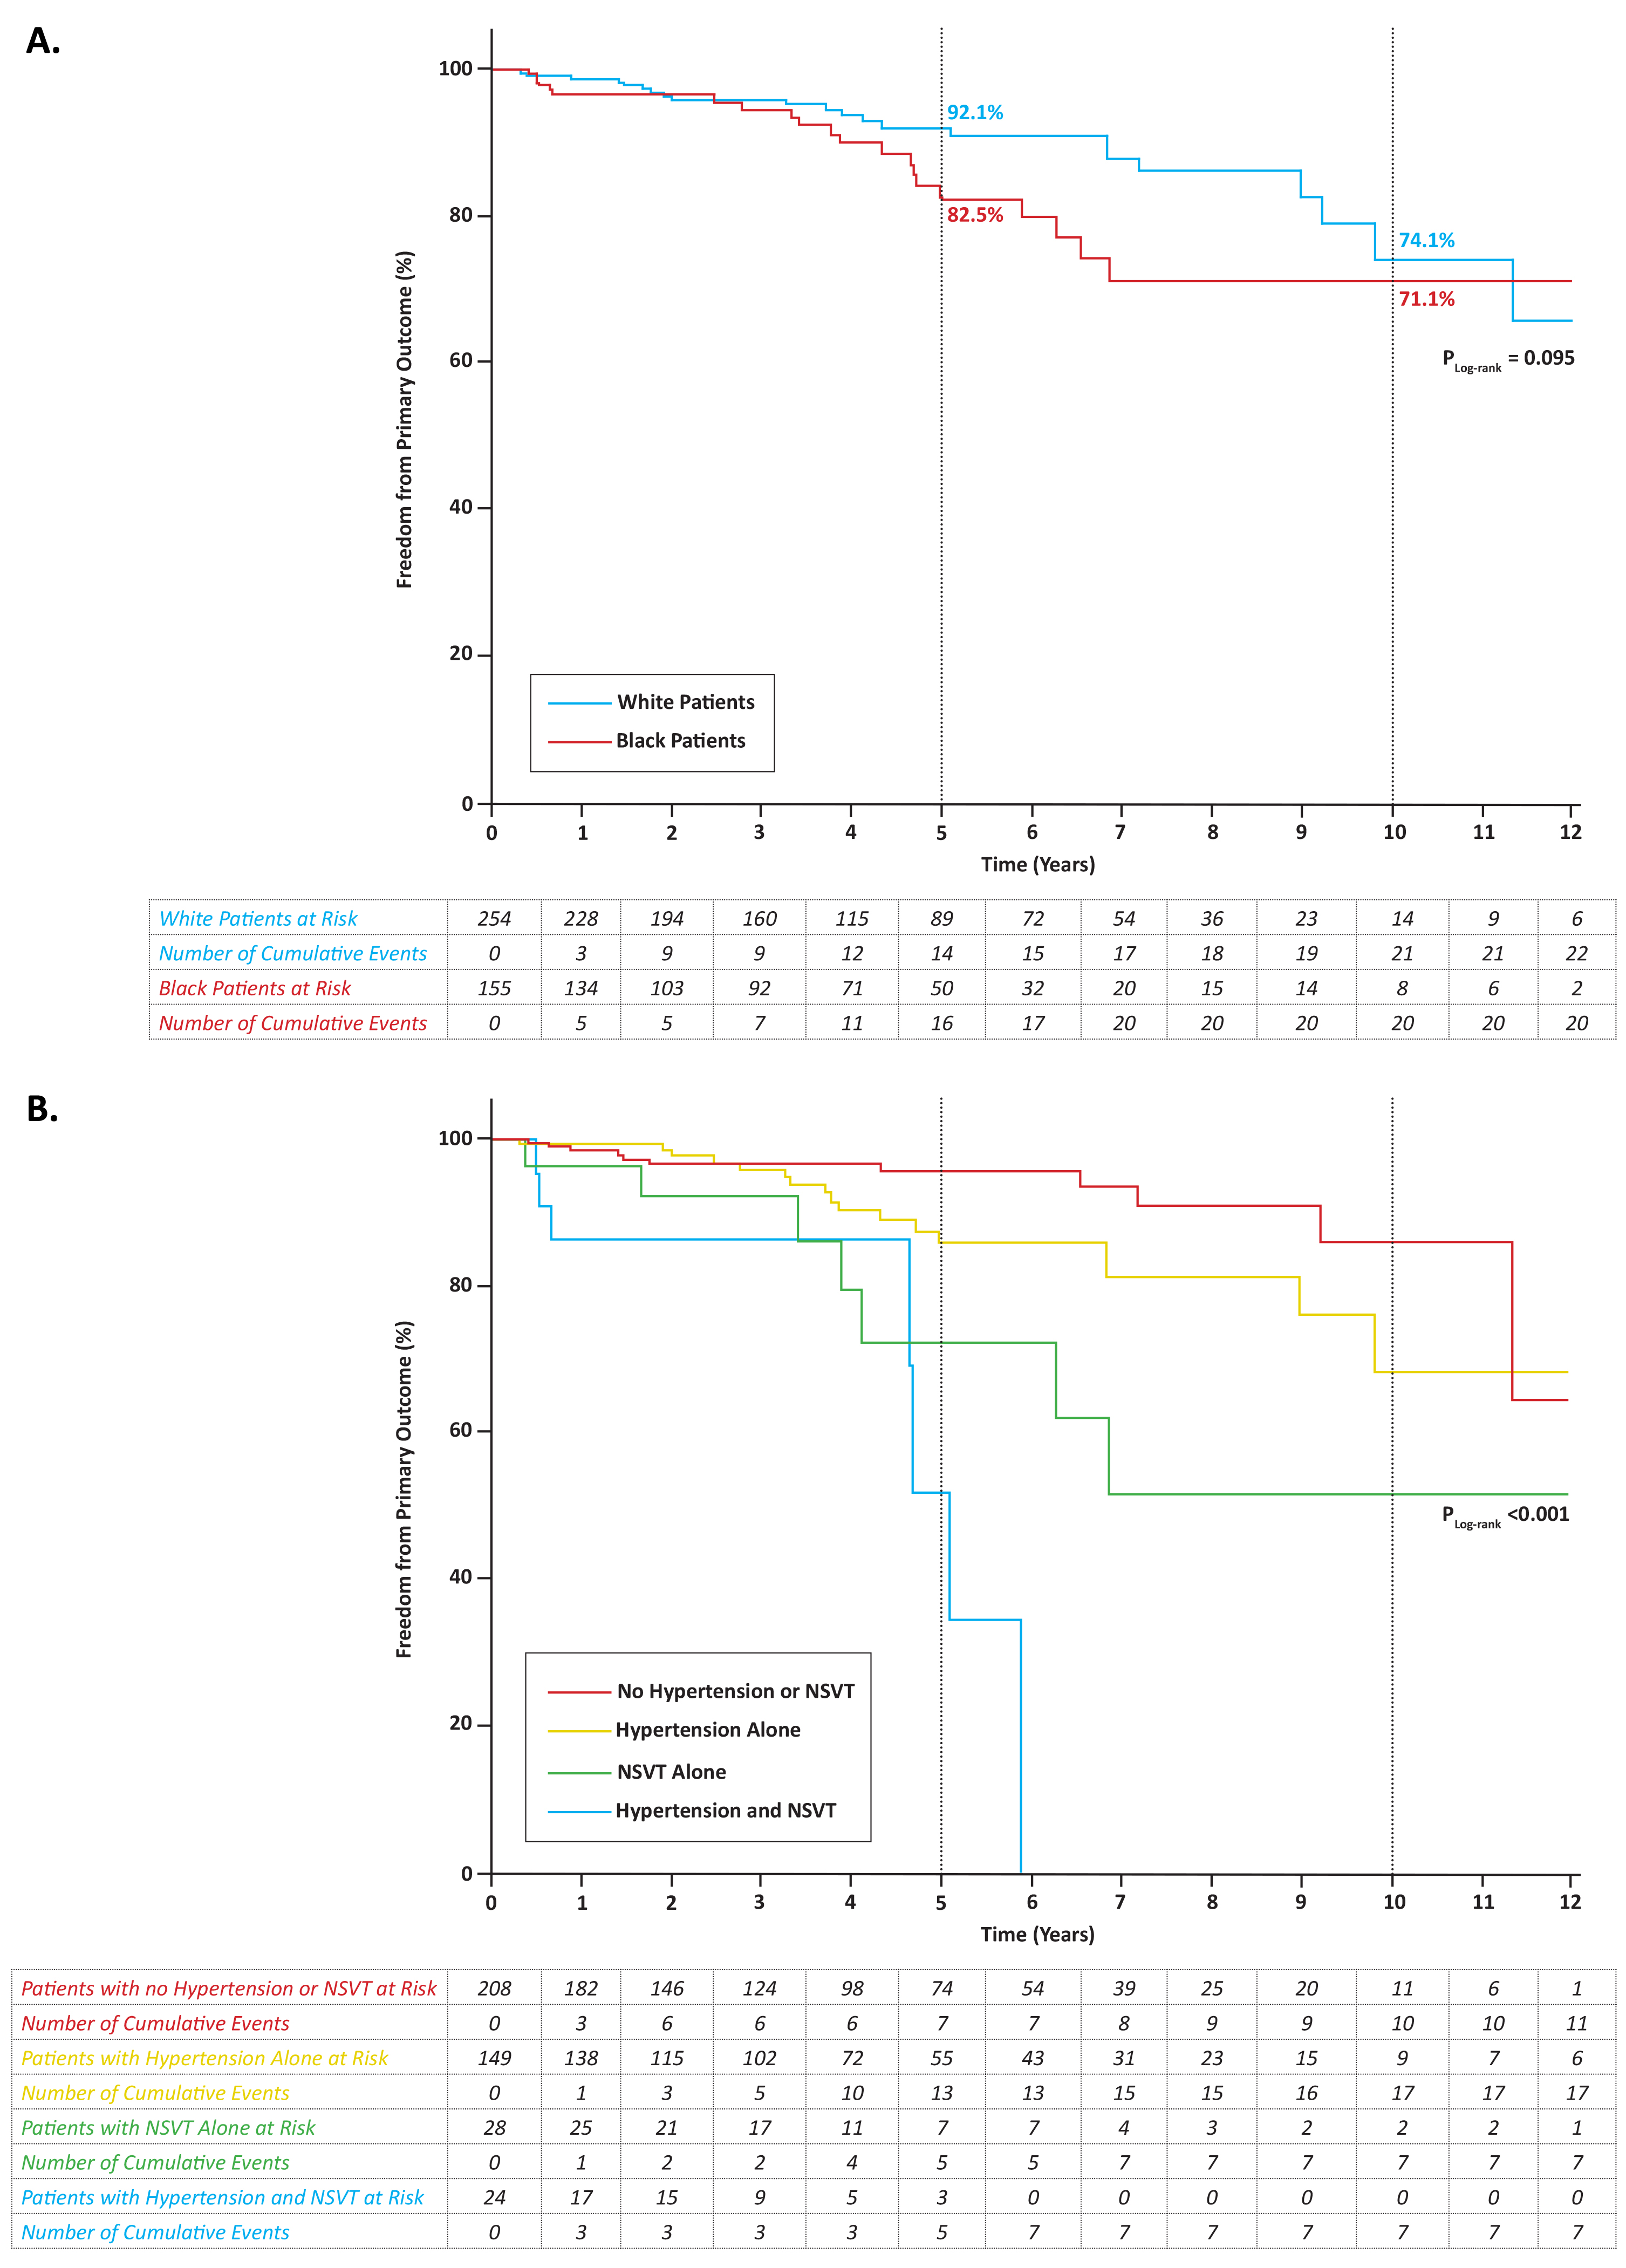 A.
100
80
60
40
20
0
Freedom from Primary Outcome (%)
92.1%
82.5%
74.1%
71.1%
P Log-rank = 0.095
White Patients
Black Patients
0 1 2 3 4 5 6 7 8 9 10 11 12
Time (Years)
White Patients at Risk 254 228 194 160 115 89 72 54 36 23 14 9 6
Number of Cumulative Events 0 3 9 9 12 14 15 17 18 19 21 21 22
Black Patients at Risk 155 134 103 92 71 50 32 20 15 14 8 6 2
Number of Cumulative Events 0 5 5 7 11 16 17 20 20 20 20 20 20
B.
100
80
60
40
20
0
Freedom from Primary Outcome (%)
P Log-rank <0.001
No Hypertension or NSVT
Hypertension Alone
NSVT Alone
Hypertension and NSVT
0 1 2 3 4 5 6 7 8 9 10 11 12
Time (Years)
Patients with no Hypertension or NSVT at Risk 208 182 146 124 98 74 54 39 25 20 11 6 1
Number of Cumulative Events 0 3 6 6 6 7 7 8 9 9 10 10 11
Patients with Hypertension Alone at Risk 149 138 115 102 72 55 43 31 23 15 9 7 6
Number of Cumulative Events 0 1 3 5 10 13 13 15 15 16 17 17 17
Patients with NSVT Alone at Risk 28 25 21 17 11 7 7 4 3 2 2 2 1
Number of Cumulative Events 0 1 2 2 4 5 5 7 7 7 7 7 7
Patients with Hypertension and NSVT at Risk 24 17 15 9 5 3 0 0 0 0 0 0 0
Number of Cumulative Events 0 3 3 3 3 5 7 7 7 7 7 7 7